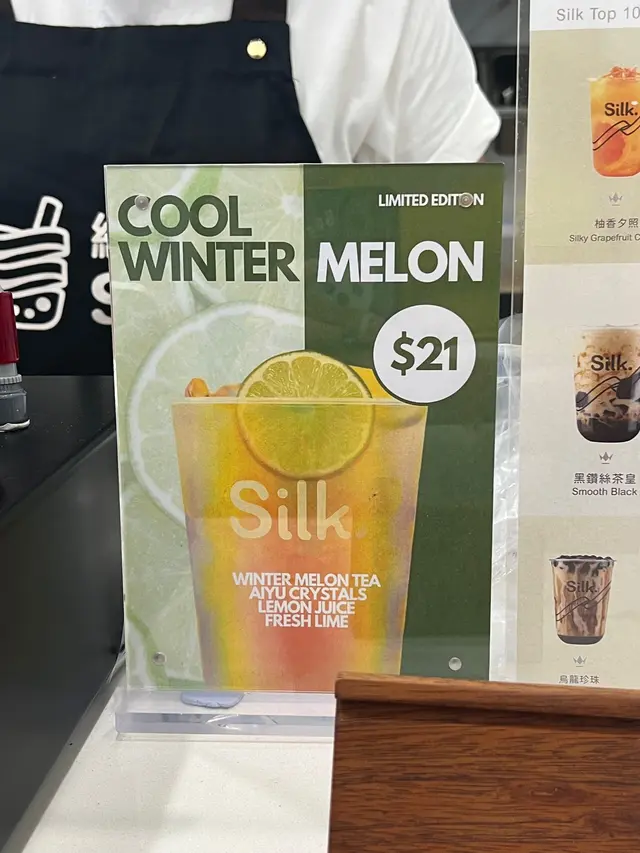 COOL
WINTER MELON
LIMITED EDITION
$21
Silk.
WINTER MELON TEA
AIYU CRYSTALS
LEMON JUICE
FRESH LIME
Silk Top 10
Silk.
柚香夕照
Silky Grapefruit
Silk.
黑鑽絲茶皇
Smooth Black
Silk.
烏龍珍珠